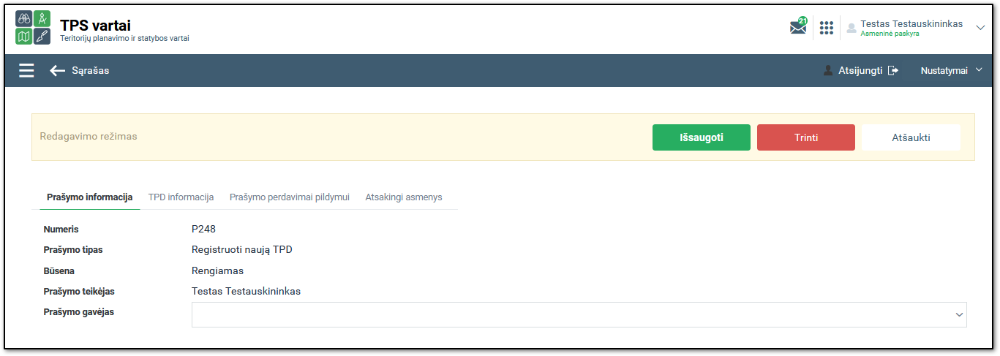 TPS vartai
Teritorijų planavimo ir statybos vartai
21
Testas Testauskininkas
Asmeninė paskyra
Sąrašas
Atsijungti
Nustatymai
Redagavimo režimas
Išsaugoti
Trinti
Atšaukti
Prašymo informacija
TPD informacija
Prašymo perdavimai pildymui
Atsakingi asmenys
Numeris
P248
Prašymo tipas
Registruoti naują TPD
Būsena
Rengiamas
Prašymo teikėjas
Testas Testauskininkas
Prašymo gavėjas